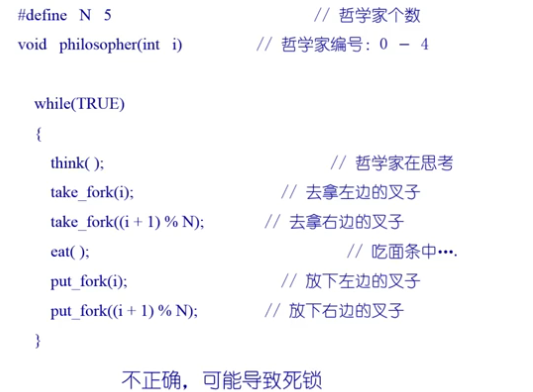 #define N 5 // 哲学家个数
void philosopher(int i) // 哲学家编号: 0 － 4
while(TRUE)
{
think( ); // 哲学家在思考
take_fork(i); // 去拿左边的叉子
take_fork((i + 1) % N); // 去拿右边的叉子
eat( ); // 吃面条中….
put_fork(i); // 放下左边的叉子
put_fork((i + 1) % N); // 放下右边的叉子
}
不正确，可能导致死锁